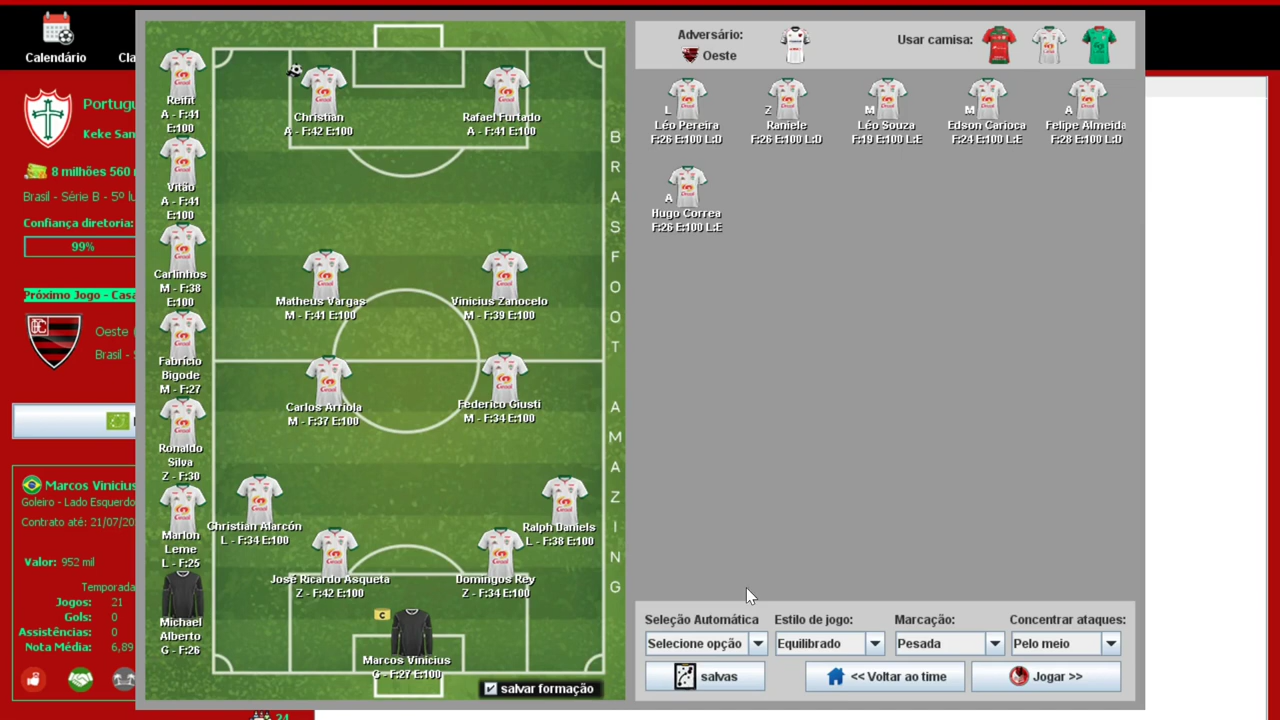 Calendário
Cla
Portugu
Keke San
8 milhões 560
Brasil - Série B - 5º lu
Confiança diretoria:
99%
Próximo Jogo - Casa
Oeste
Brasil -
Marcos Vinicius
Goleiro - Lado Esquerdo
Contrato até: 21/07/20
Valor: 952 mil
Temporada
Jogos: 21
Gols: 0
Assistências: 0
Nota Média: 6,89
24
Reifit
A - F:41
E:100
Vitão
A - F:41
E:100
Carlinhos
M - F:38
E:100
Fabrício
Bigode
M - F:27
Ronaldo
Silva
Z - F:30
Marlon
Leme
L - F:25
Michael
Alberto
G - F:26
Christian
A - F:42 E:100
Rafael Furtado
A - F:41 E:100
Matheus Vargas
M - F:41 E:100
Vinicius Zanocelo
M - F:39 E:100
Carlos Arriola
M - F:37 E:100
Federico Giusti
M - F:34 E:100
Christian Alarcón
L - F:34 E:100
Ralph Daniels
L - F:38 E:100
José Ricardo Asqueta
Z - F:42 E:100
Domingos Rey
Z - F:34 E:100
C
Marcos Vinicius
G - F:27 E:100
salvar formação
BRASFOOT AMAZING
Adversário:
Oeste
Usar camisa:
L
Léo Pereira
F:26 E:100 L:D
Z
Raniele
F:26 E:100 L:D
M
Léo Souza
F:19 E:100 L:E
M
Edson Carioca
F:24 E:100 L:E
A
Felipe Almeida
F:28 E:100 L:D
A
Hugo Correa
F:26 E:100 L:E
Seleção Automática
Estilo de jogo:
Marcação:
Concentrar ataques:
Selecione opção
Equilibrado
Pesada
Pelo meio
salvas
<< Voltar ao time
Jogar >>